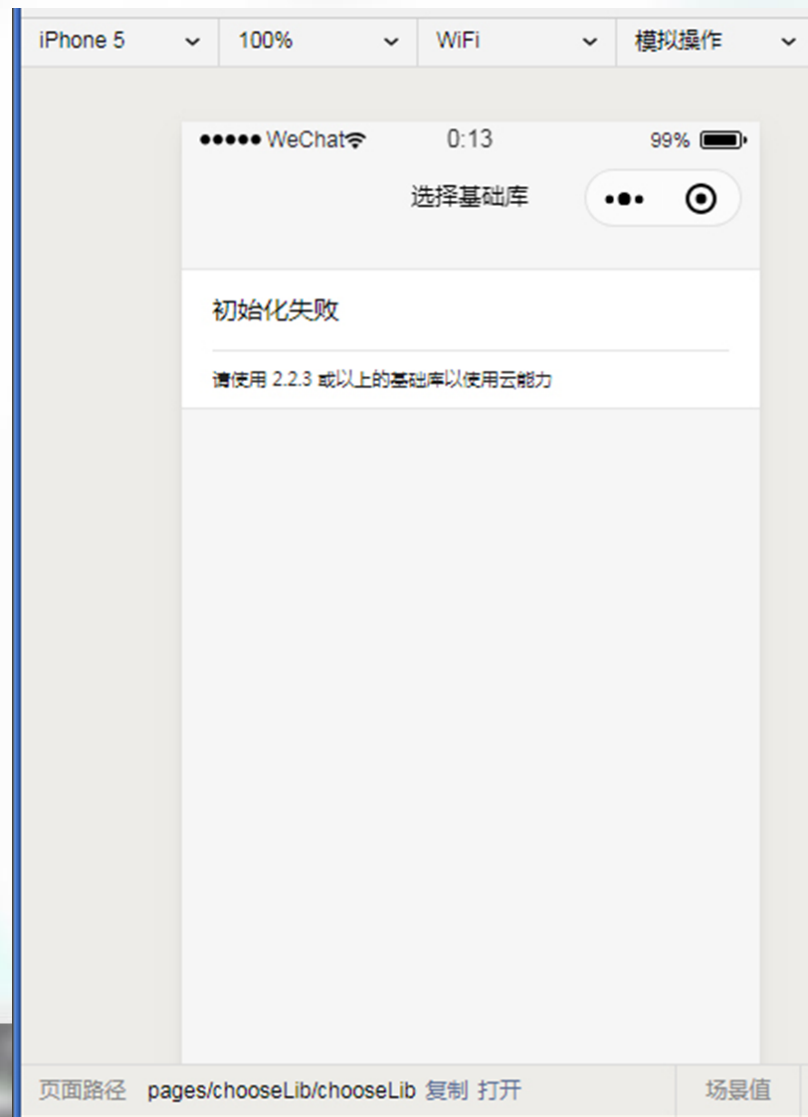 iPhone 5 100% WiFi 模拟操作
WeChat 0:13 99%
选择基础库
初始化失败
请使用 2.2.3 或以上的基础库以使用云能力
页面路径 pages/chooseLib/chooseLib 复制 打开 场景值